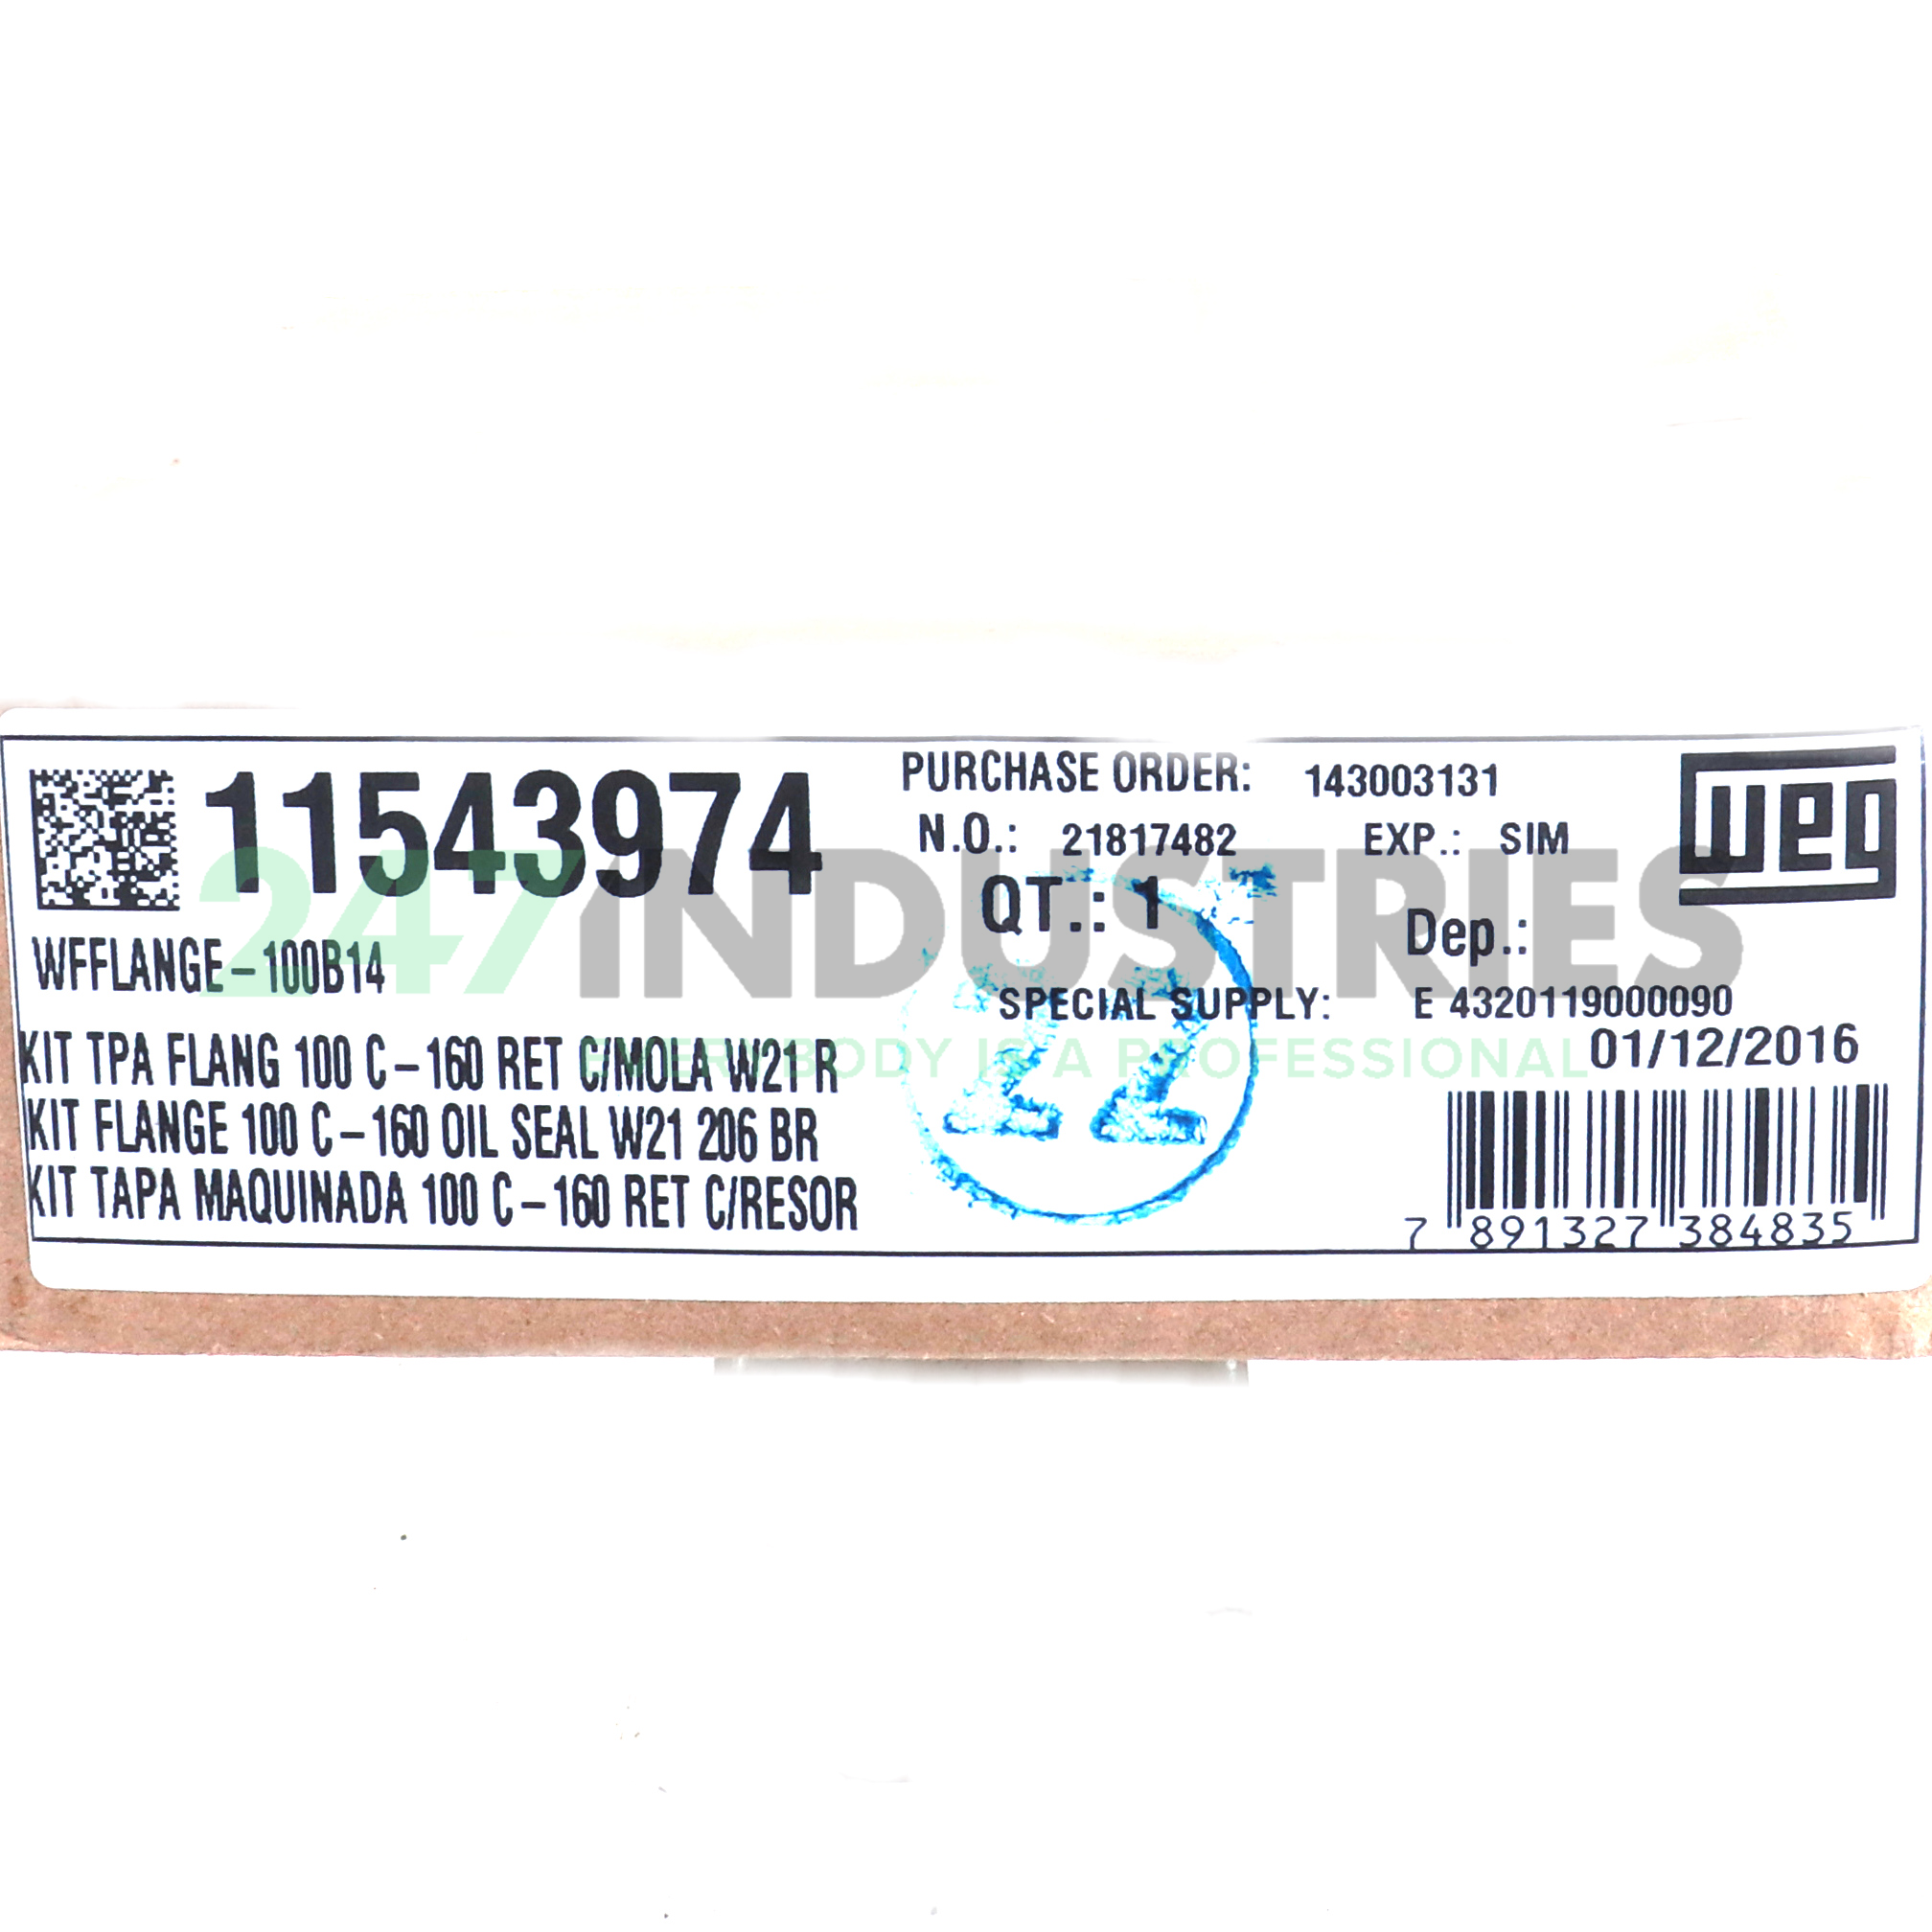 11543974
PURCHASE ORDER: 143003131
N.O.: 21817482 EXP.: SIM
weg
QT.: 1
Dep.:
247INDUSTRIES
WFFLANGE-100B14
SPECIAL SUPPLY: E 4320119000090
01/12/2016
EVERYBODY IS A PROFESSIONAL
KIT TPA FLANG 100 C-160 RET C/MOLA W21 R
KIT FLANGE 100 C-160 OIL SEAL W21 206 BR
KIT TAPA MAQUINADA 100 C-160 RET C/RESOR
22
7 891327 384835